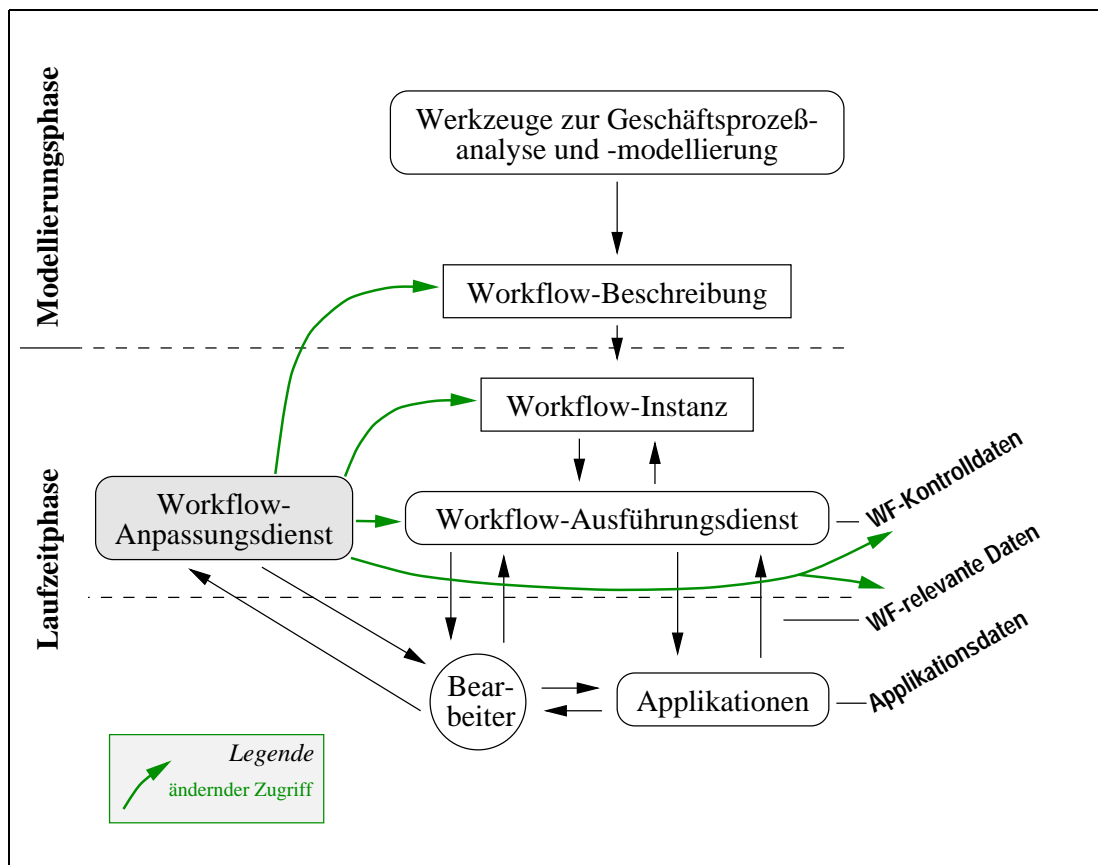 Modellierungsphase
Werkzeuge zur Geschäftsprozeß-
analyse und -modellierung
Workflow-Beschreibung
Laufzeitphase
Workflow-Instanz
Workflow-
Anpassungsdienst
Workflow-Ausführungsdienst
WF-Kontrolldaten
WF-relevante Daten
Applikationsdaten
Bear-
beiter
Applikationen
Legende
ändernder Zugriff